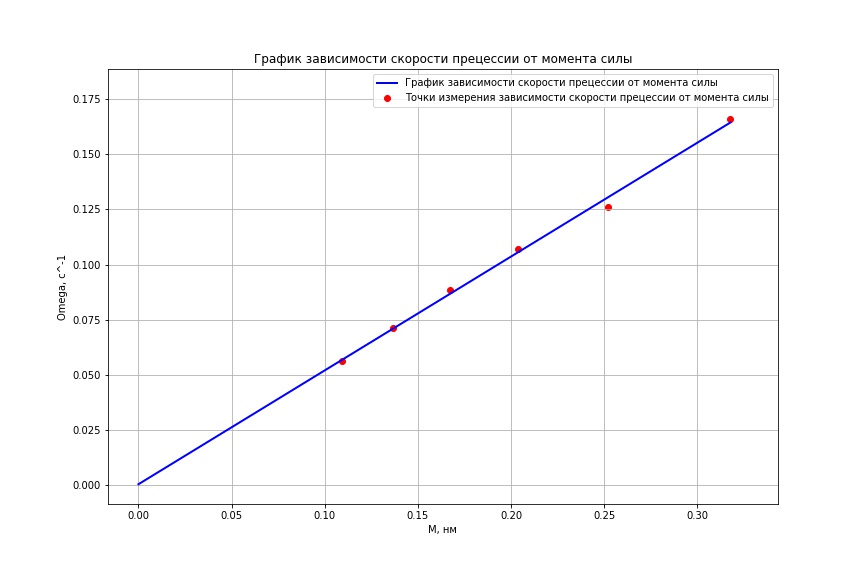 График зависимости скорости прецессии от момента силы
График зависимости скорости прецессии от момента силы
Точки измерения зависимости скорости прецессии от момента силы
0.175
0.150
0.125
0.100
0.075
0.050
0.025
0.000
Omega, с^-1
0.00 0.05 0.10 0.15 0.20 0.25 0.30
М, нм